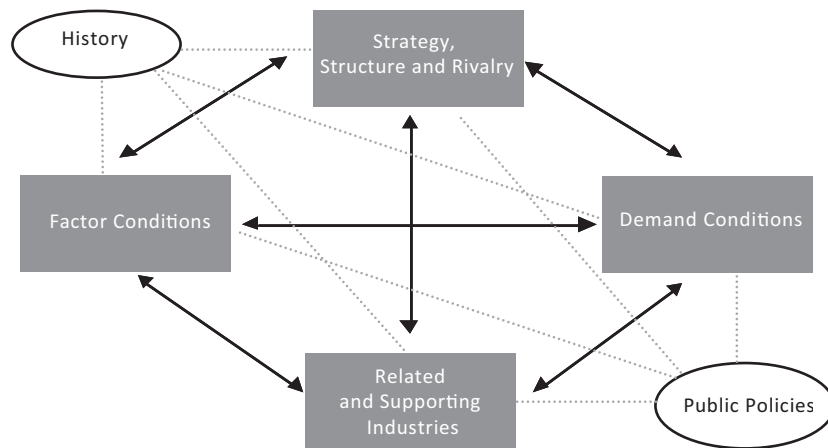 History
Strategy,
Structure and Rivalry
Factor Conditions
Demand Conditions
Related
and Supporting
Industries
Public Policies